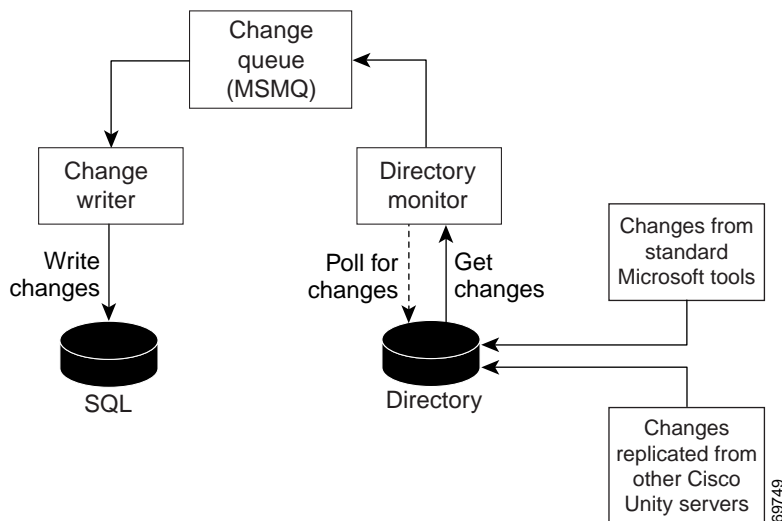 Change
queue
(MSMQ)
Change
writer
Directory
monitor
Changes from
standard
Microsoft tools
Write
changes
Poll for
changes
Get
changes
SQL
Directory
Changes
replicated from
other Cisco
Unity servers
69749